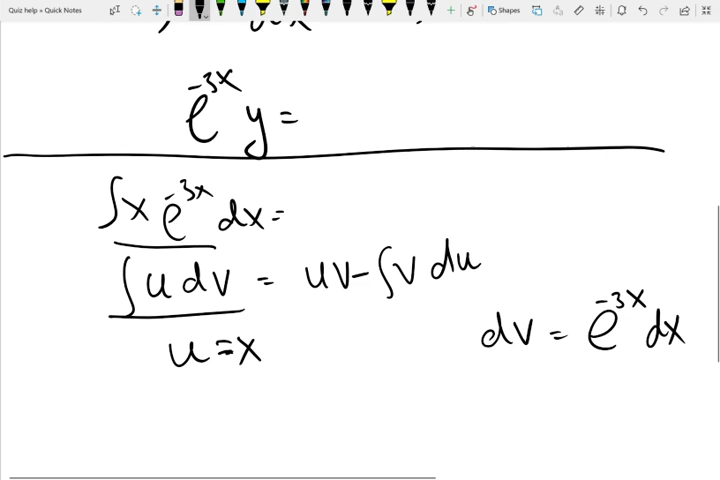 Quiz help » Quick Notes
Shapes
e^{-3x} y =
∫x e^{-3x} dx =
∫u dv = uv - ∫v du
u = x
dv = e^{-3x} dx